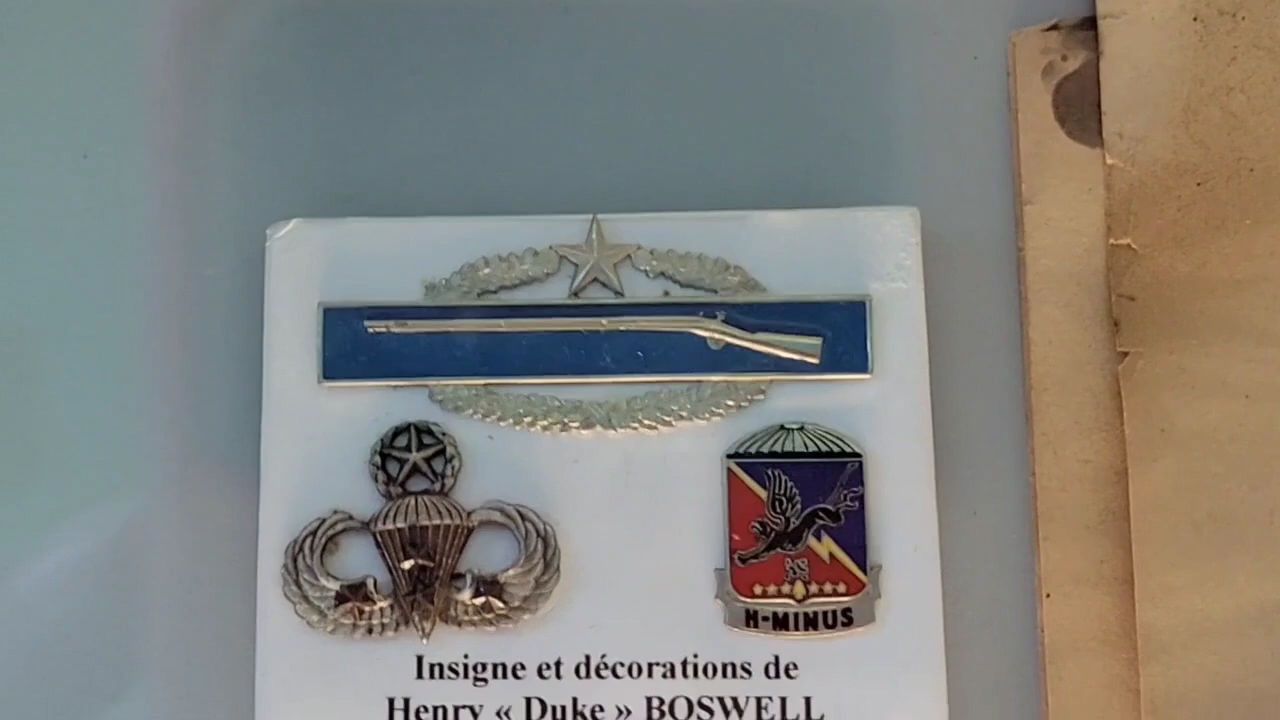 H-MINUS
Insigne et décorations de
Henry « Duke » BOSWELL